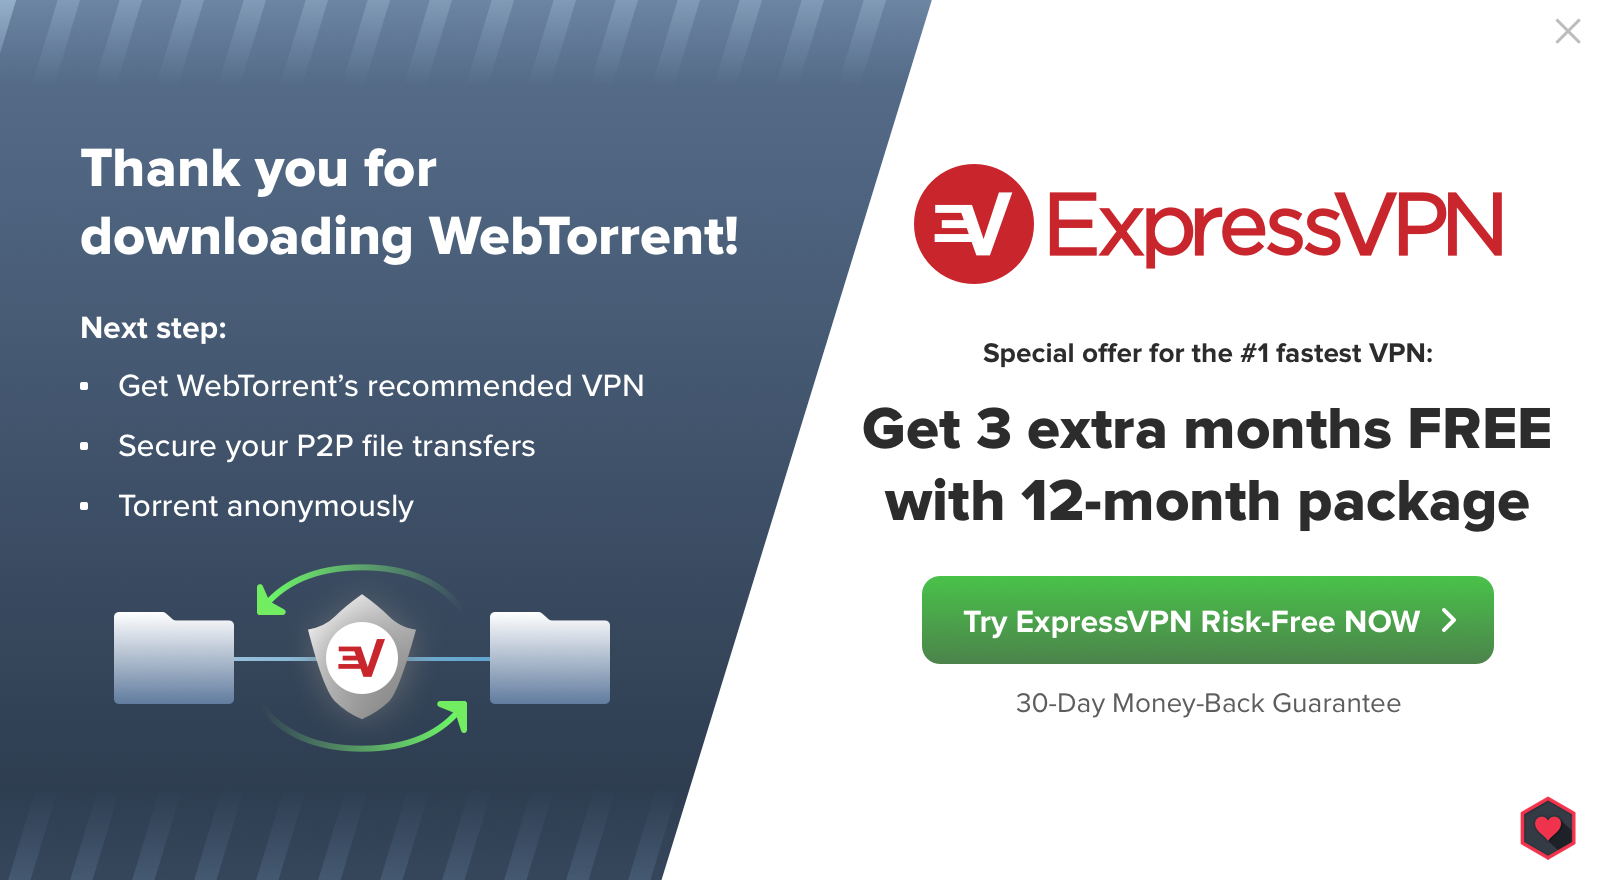 Thank you for
downloading WebTorrent!
Next step:
▪ Get WebTorrent’s recommended VPN
▪ Secure your P2P file transfers
▪ Torrent anonymously
EV
EV ExpressVPN
Special offer for the #1 fastest VPN:
Get 3 extra months FREE
with 12-month package
Try ExpressVPN Risk-Free NOW
30-Day Money-Back Guarantee